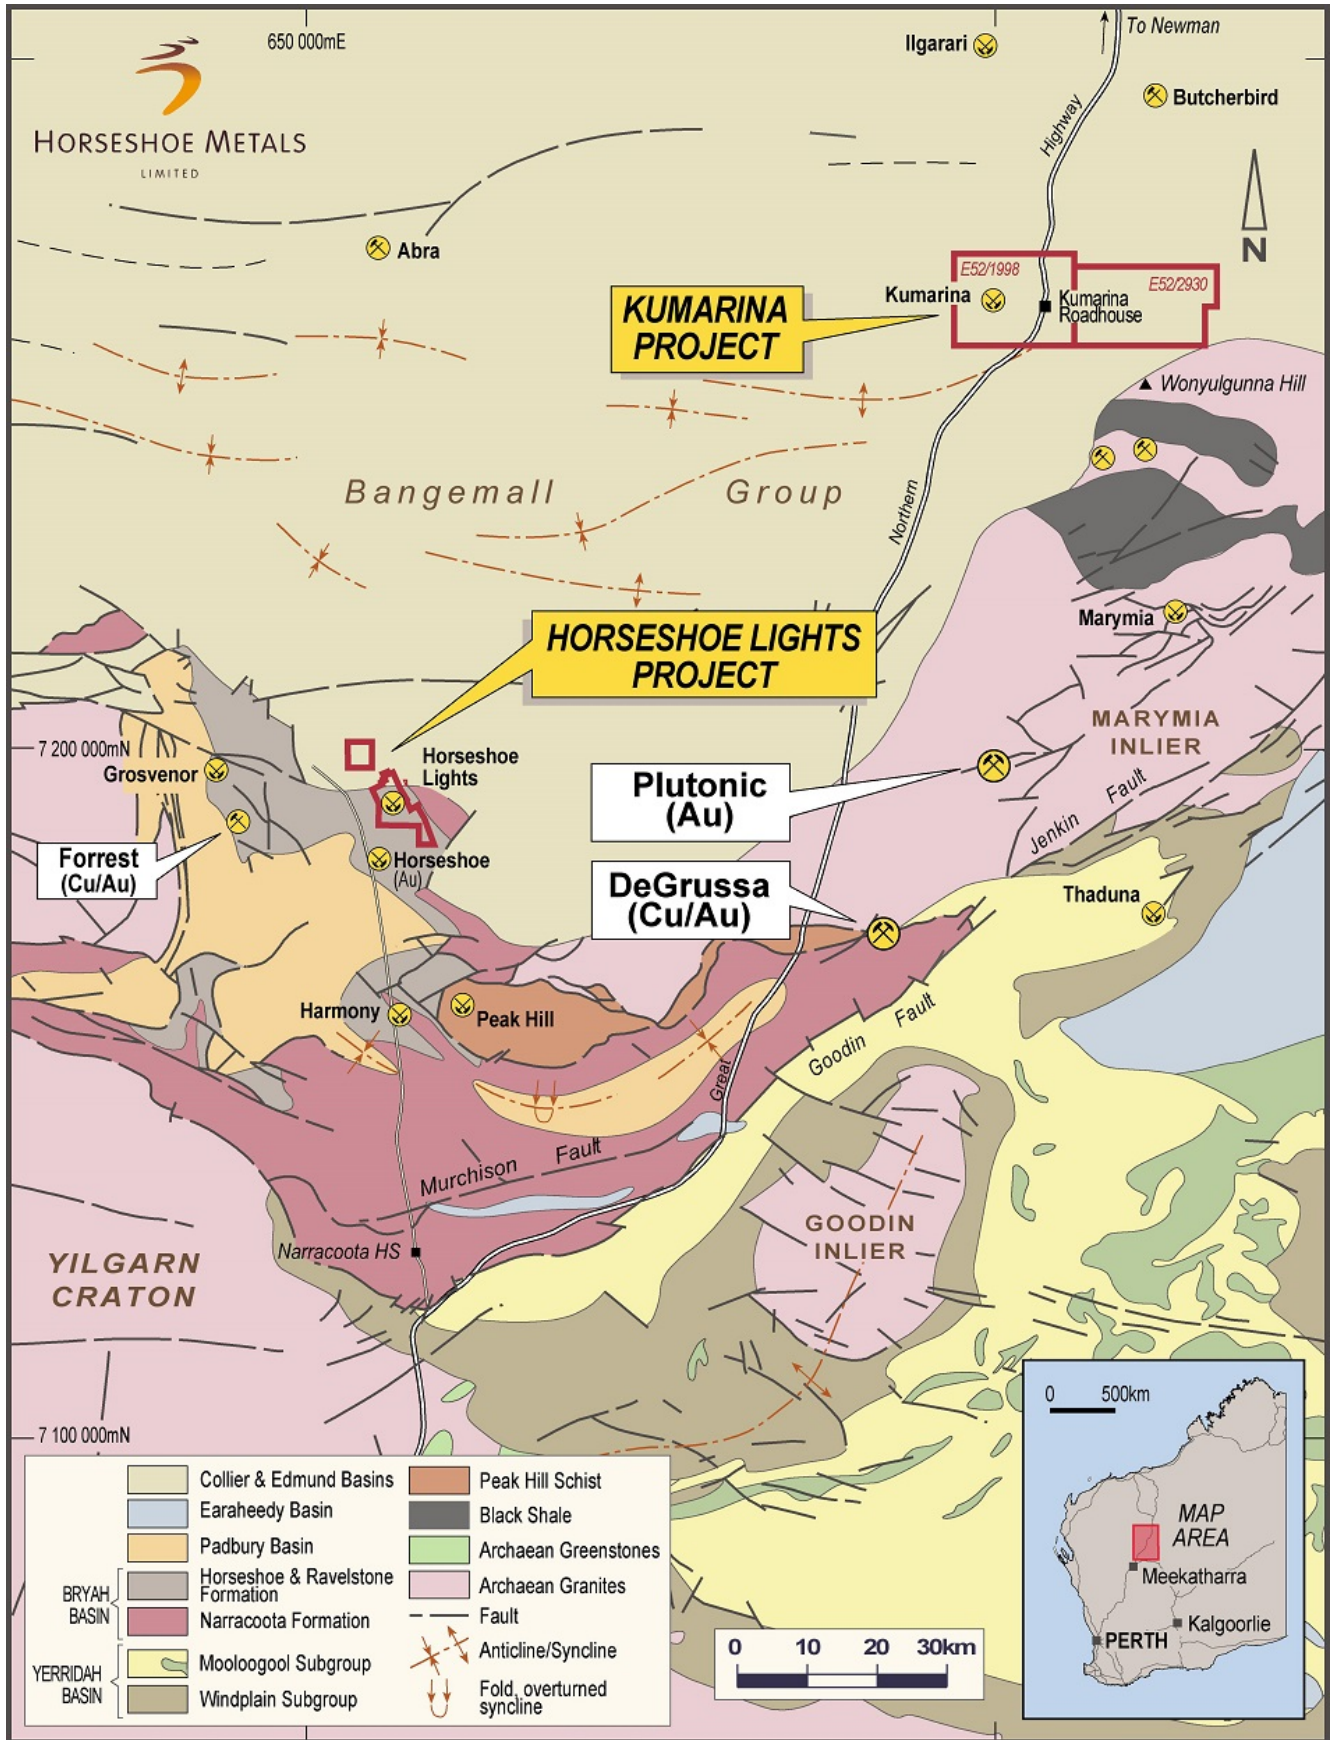 650 000mE
Ilgarari
To Newman
Butcherbird
HORSESHOE METALS
LIMITED
Highway
Abra
N
E52/1998
E52/2930
Kumarina
Kumarina
Roadhouse
KUMARINA
PROJECT
Wonyulgunna Hill
Bangemall Group
Northern
Marymia
HORSESHOE LIGHTS
PROJECT
MARYMIA
INLIER
7 200 000mN
Grosvenor
Horseshoe
Lights
Plutonic
(Au)
Jenkin Fault
Forrest
(Cu/Au)
Horseshoe
(Au)
DeGrussa
(Cu/Au)
Thaduna
Harmony
Peak Hill
Goodin Fault
Great
Murchison Fault
GOODIN
INLIER
Narracoota HS
YILGARN
CRATON
7 100 000mN
Collier & Edmund Basins
Earaheedy Basin
Padbury Basin
BRYAH
BASIN
Horseshoe & Ravelstone
Formation
Narracoota Formation
YERRIDAH
BASIN
Mooloogool Subgroup
Windplain Subgroup
Peak Hill Schist
Black Shale
Archaean Greenstones
Archaean Granites
Fault
Anticline/Syncline
Fold, overturned
syncline
0 10 20 30km
0 500km
MAP
AREA
Meekatharra
Kalgoorlie
PERTH